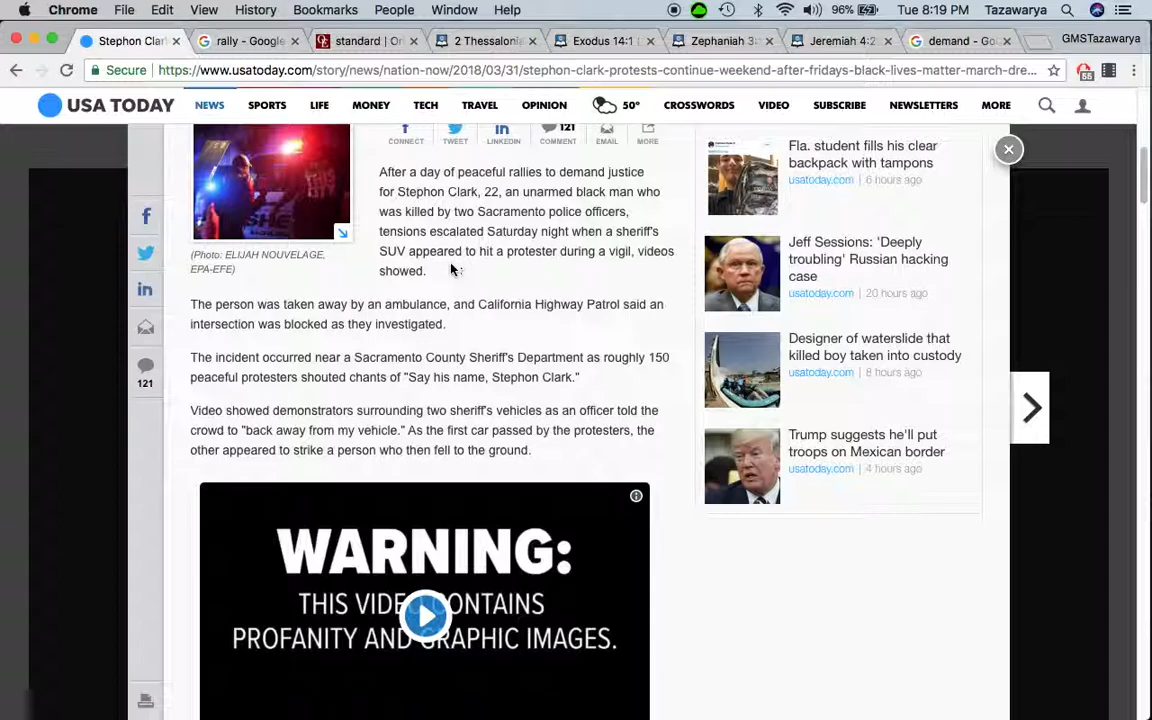 Chrome File Edit View History Bookmarks People Window Help 96% Tue 8:19 PM Tazawarya
Stephon Clar rally - Google standard | On 2 Thessalonia Exodus 14:1 Zephaniah 3: Jeremiah 4:2 demand - Goo GMSTazawarya
Secure https://www.usatoday.com/story/news/nation-now/2018/03/31/stephon-clark-protests-continue-weekend-after-fridays-black-lives-matter-march-dre...
55
USA TODAY NEWS SPORTS LIFE MONEY TECH TRAVEL OPINION 50° CROSSWORDS VIDEO SUBSCRIBE NEWSLETTERS MORE
121
CONNECT TWEET LINKEDIN COMMENT EMAIL MORE
After a day of peaceful rallies to demand justice
for Stephon Clark, 22, an unarmed black man who
was killed by two Sacramento police officers,
tensions escalated Saturday night when a sheriff's
SUV appeared to hit a protester during a vigil, videos
showed.
(Photo: ELIJAH NOUVELAGE,
EPA-EFE)
The person was taken away by an ambulance, and California Highway Patrol said an
intersection was blocked as they investigated.
The incident occurred near a Sacramento County Sheriff's Department as roughly 150
peaceful protesters shouted chants of "Say his name, Stephon Clark."
Video showed demonstrators surrounding two sheriff's vehicles as an officer told the
crowd to "back away from my vehicle." As the first car passed by the protesters, the
other appeared to strike a person who then fell to the ground.
121
WARNING:
THIS VIDEO CONTAINS
PROFANITY AND GRAPHIC IMAGES.
Fla. student fills his clear
backpack with tampons
usatoday.com | 6 hours ago
Jeff Sessions: 'Deeply
troubling' Russian hacking
case
usatoday.com | 20 hours ago
Designer of waterslide that
killed boy taken into custody
usatoday.com | 8 hours ago
Trump suggests he'll put
troops on Mexican border
usatoday.com | 4 hours ago